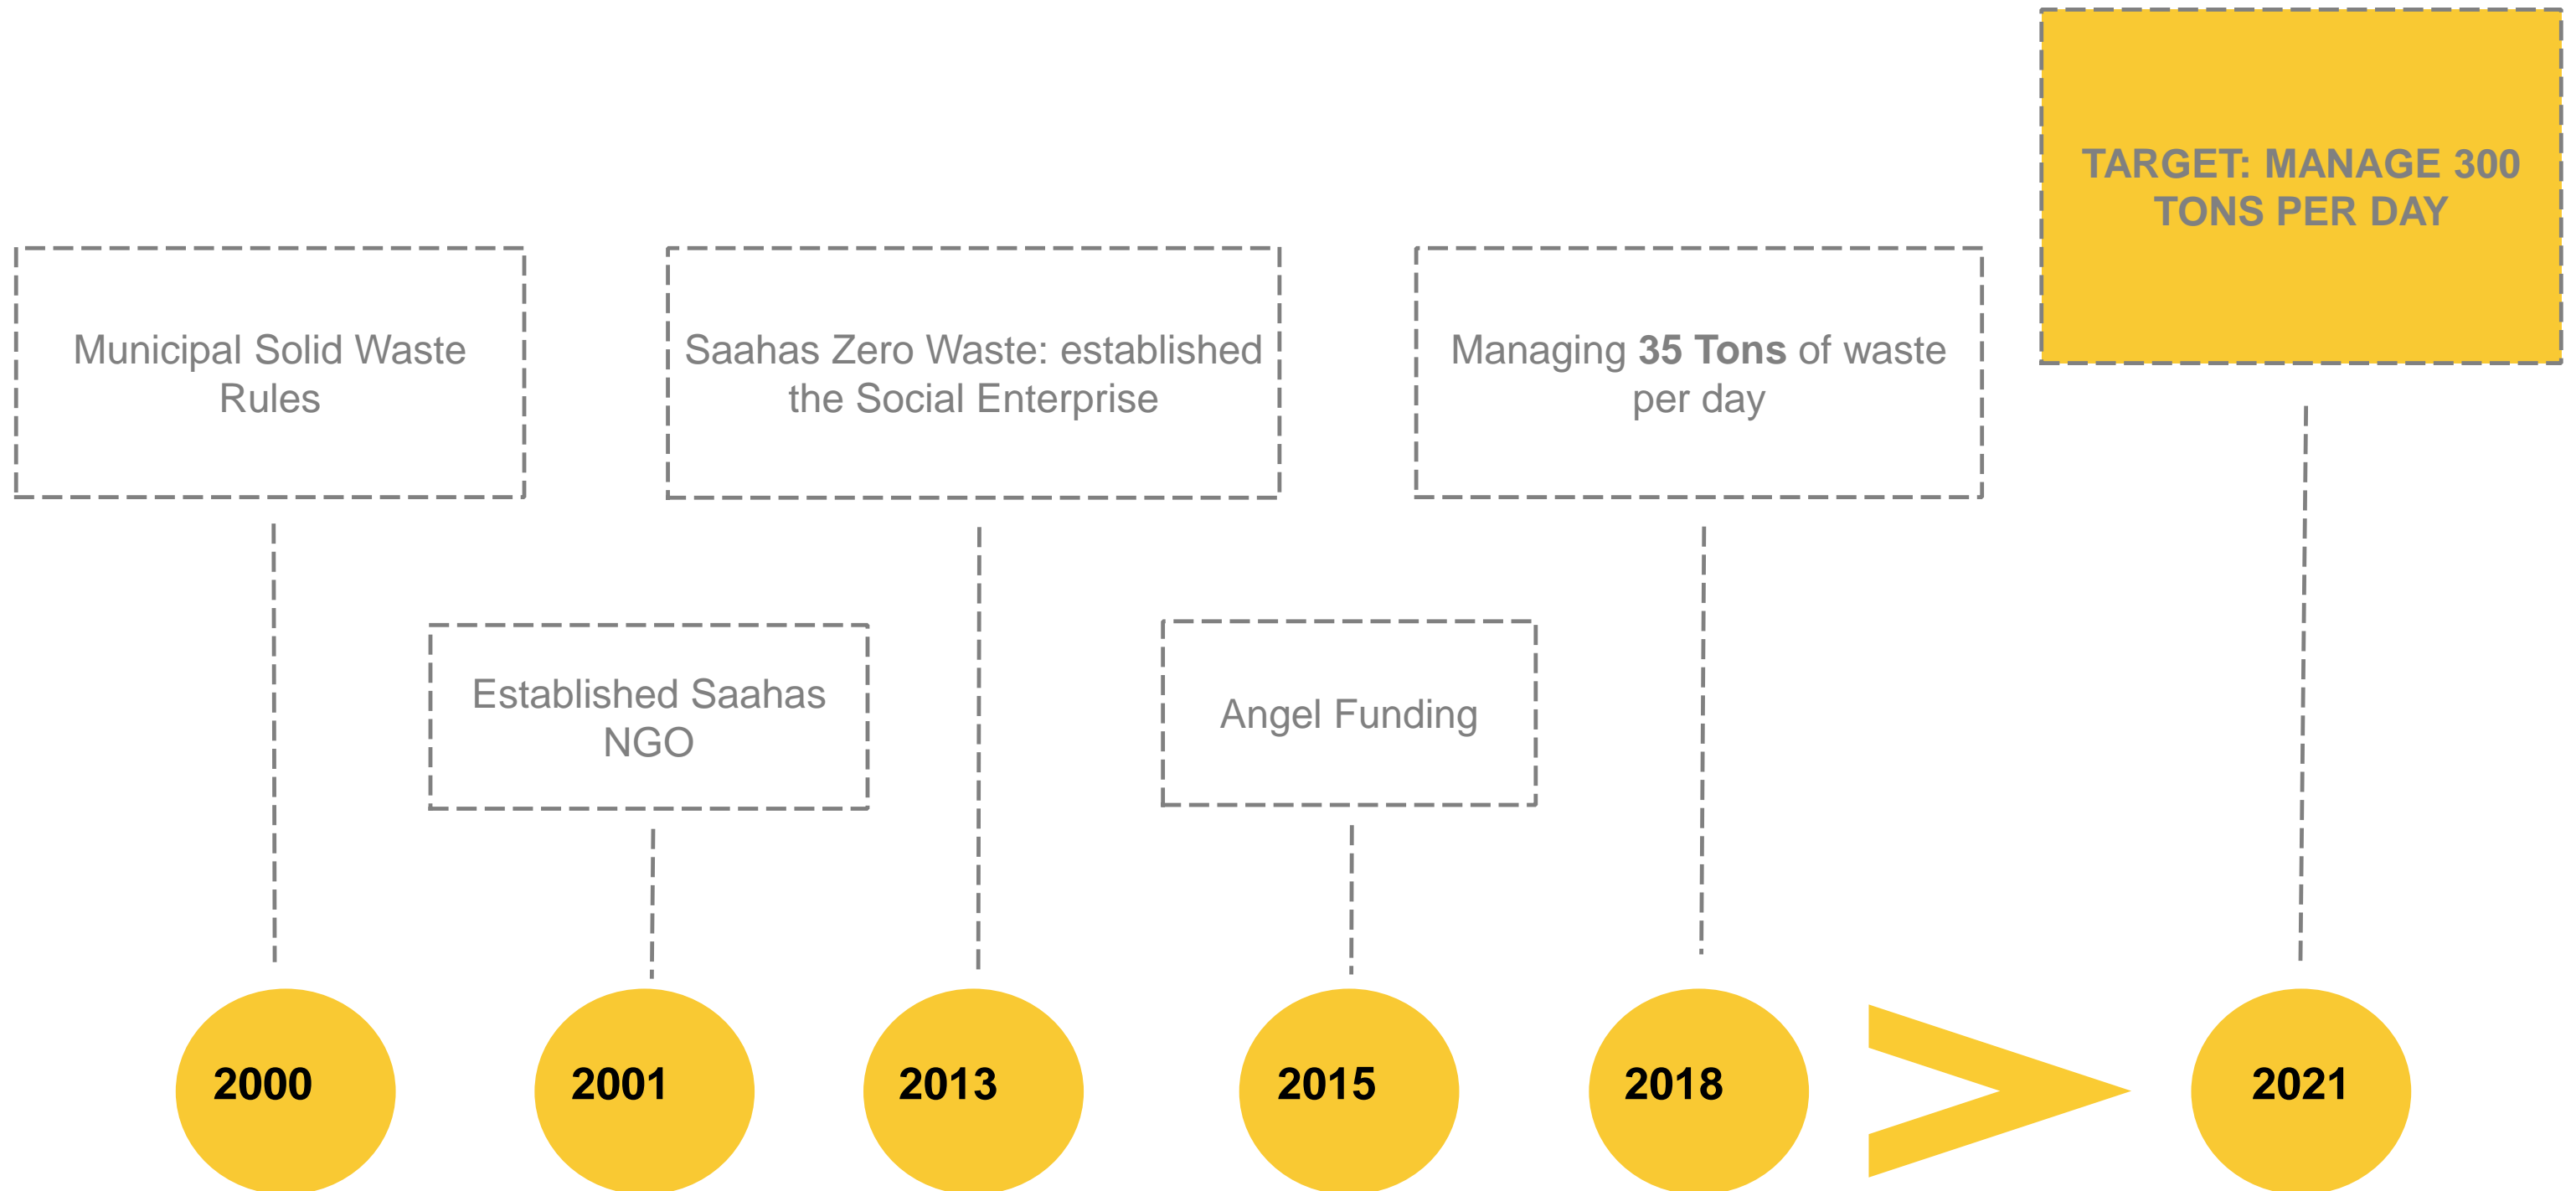 TARGET: MANAGE 300
TONS PER DAY
Municipal Solid Waste
Rules
Saahas Zero Waste: established
the Social Enterprise
Managing 35 Tons of waste
per day
Established Saahas
NGO
Angel Funding
2000
2001
2013
2015
2018
2021